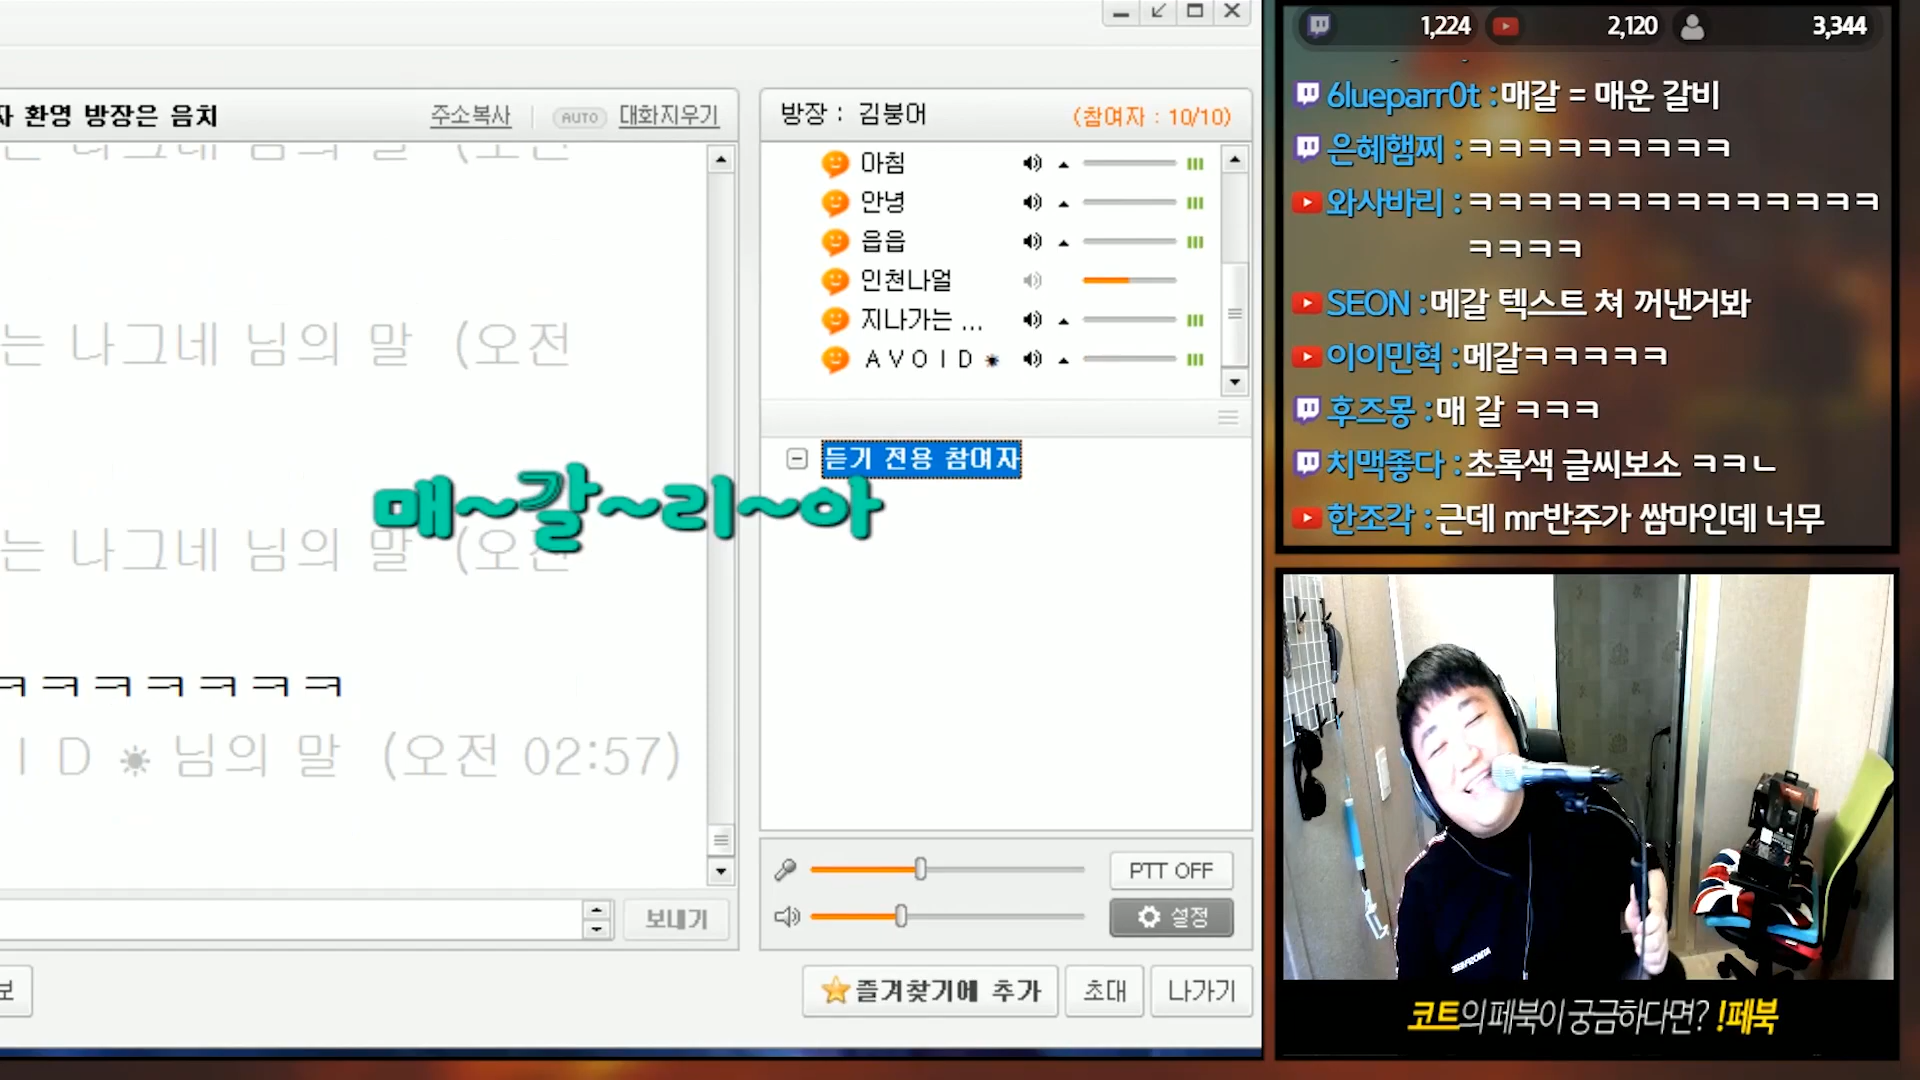 자 환영 방장은 음치
주소복사
AUTO
대화지우기
는 나그네 님의 말 (오전
는 나그네 님의 말 (오전
ㅋㅋㅋㅋㅋㅋㅋ
I D ☀ 님의 말 (오전 02:57)
보내기
보
매~갈~리~아
방장 : 김붕어
(참여자 : 10/10)
아침
안녕
읍읍
인천나얼
지나가는 ...
A V O I D ☀
듣기 전용 참여자
PTT OFF
설정
즐겨찾기에 추가
초대
나가기
1,224
2,120
3,344
6lueparr0t : 매갈 = 매운 갈비
은혜햄찌 : ㅋㅋㅋㅋㅋㅋㅋㅋㅋ
와사바리 : ㅋㅋㅋㅋㅋㅋㅋㅋㅋㅋㅋㅋㅋㅋ
ㅋㅋㅋㅋ
SEON : 메갈 텍스트 쳐 꺼낸거봐
이이민혁 : 메갈ㅋㅋㅋㅋㅋ
후즈몽 : 매 갈 ㅋㅋㅋ
치맥좋다 : 초록색 글씨보소 ㅋㅋㄴ
한조각 : 근데 mr반주가 쌈마인데 너무
코트의 페북이 궁금하다면? !페북